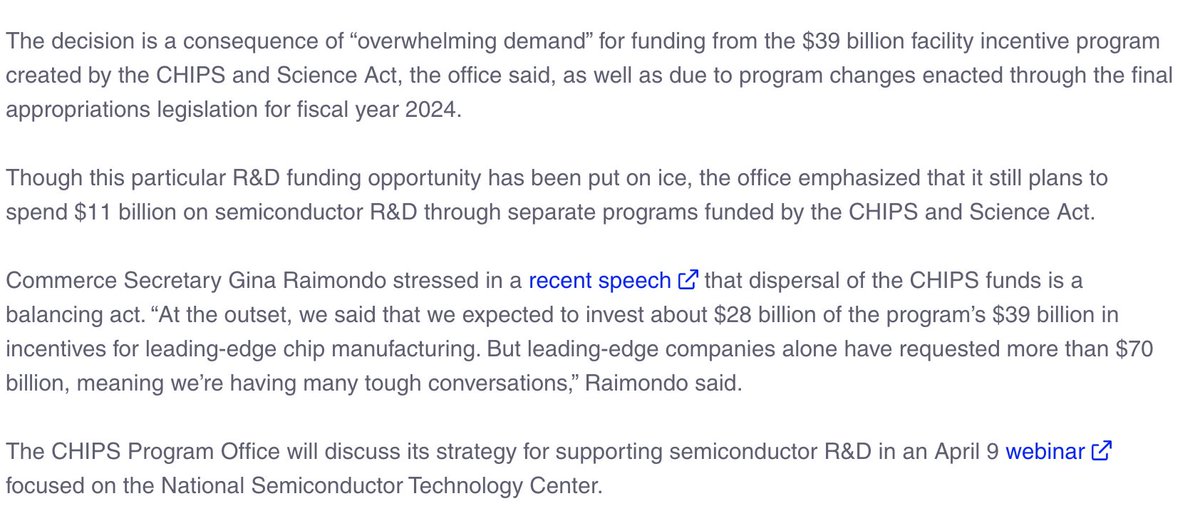 The decision is a consequence of “overwhelming demand” for funding from the $39 billion facility incentive program
created by the CHIPS and Science Act, the office said, as well as due to program changes enacted through the final
appropriations legislation for fiscal year 2024.
Though this particular R&D funding opportunity has been put on ice, the office emphasized that it still plans to
spend $11 billion on semiconductor R&D through separate programs funded by the CHIPS and Science Act.
Commerce Secretary Gina Raimondo stressed in a recent speech that dispersal of the CHIPS funds is a
balancing act. “At the outset, we said that we expected to invest about $28 billion of the program’s $39 billion in
incentives for leading-edge chip manufacturing. But leading-edge companies alone have requested more than $70
billion, meaning we’re having many tough conversations,” Raimondo said.
The CHIPS Program Office will discuss its strategy for supporting semiconductor R&D in an April 9 webinar
focused on the National Semiconductor Technology Center.